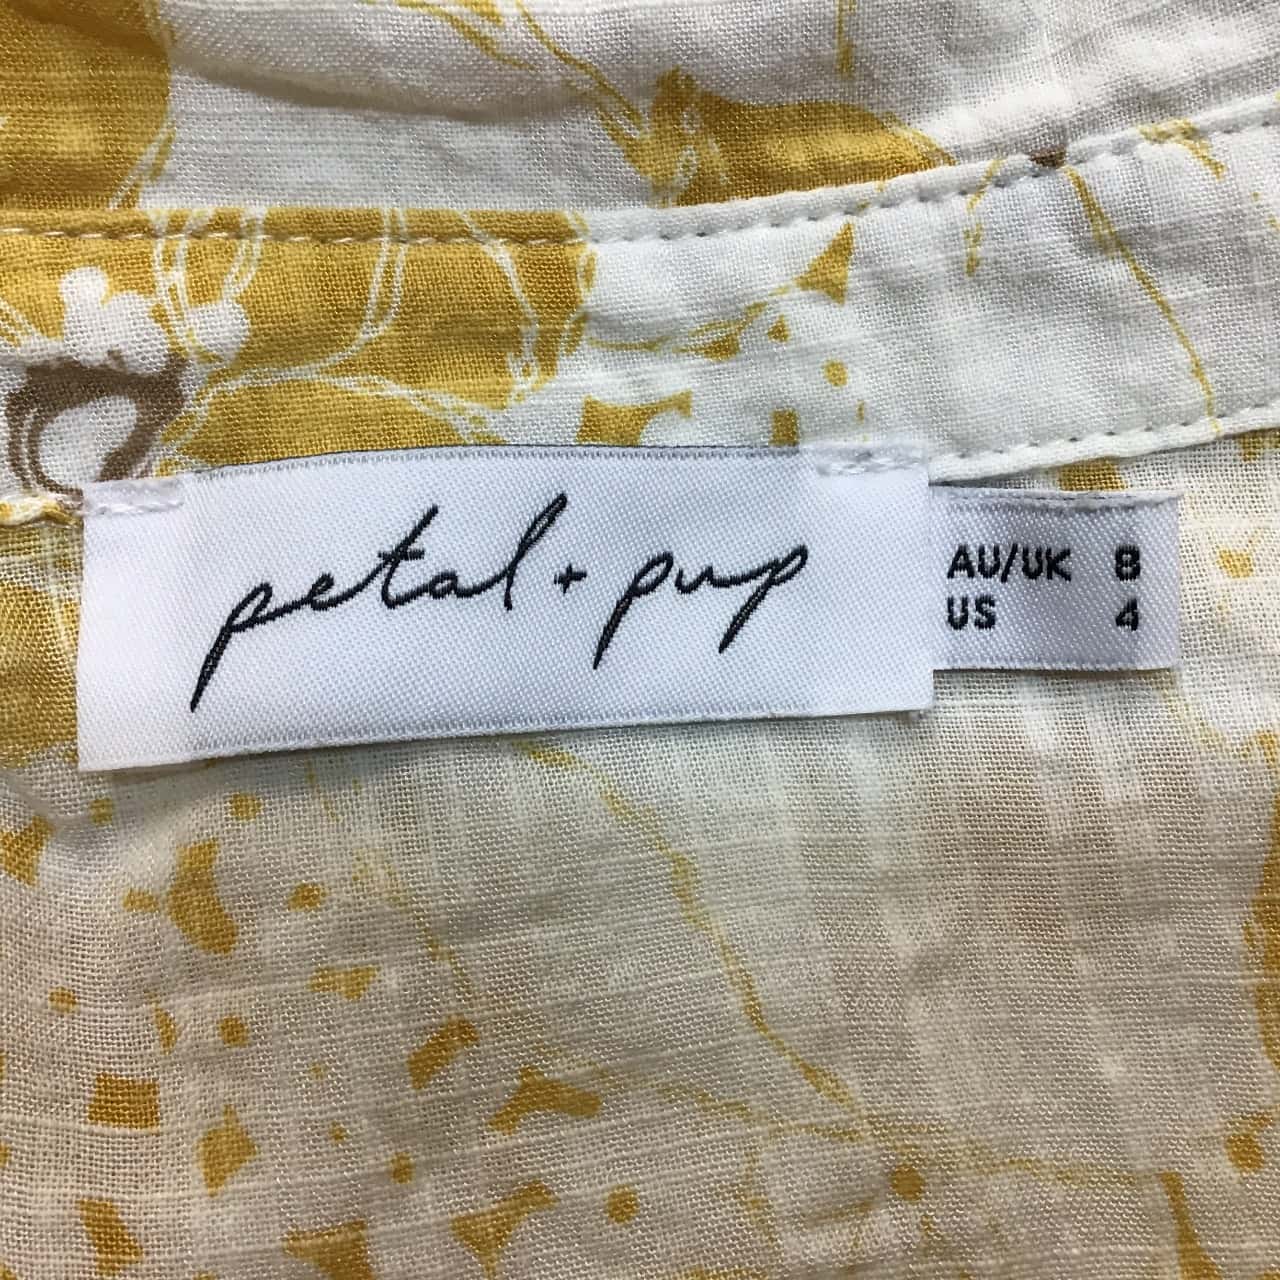 petal + pup
AU/UK 8
US 4